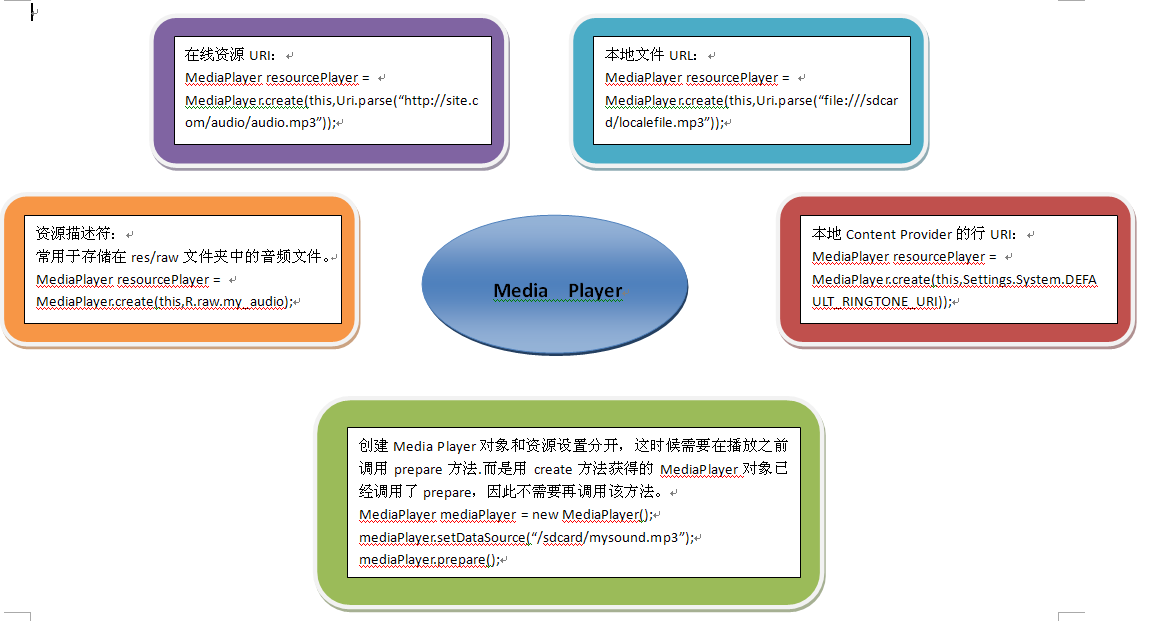 在线资源 URI：
MediaPlayer resourcePlayer =
MediaPlayer.create(this,Uri.parse(“http://site.c
om/audio/audio.mp3”));
本地文件 URL：
MediaPlayer resourcePlayer =
MediaPlayer.create(this,Uri.parse(“file:///sdcar
d/localefile.mp3”));
资源描述符：
常用于存储在 res/raw 文件夹中的音频文件。
MediaPlayer resourcePlayer =
MediaPlayer.create(this,R.raw.my_audio);
Media Player
本地 Content Provider 的行 URI：
MediaPlayer resourcePlayer =
MediaPlayer.create(this,Settings.System.DEFA
ULT_RINGTONE_URI));
创建 Media Player 对象和资源设置分开，这时候需要在播放之前
调用 prepare 方法.而是用 create 方法获得的 MediaPlayer 对象已
经调用了 prepare，因此不需要再调用该方法。
MediaPlayer mediaPlayer = new MediaPlayer();
mediaPlayer.setDataSource(“/sdcard/mysound.mp3”);
mediaPlayer.prepare();